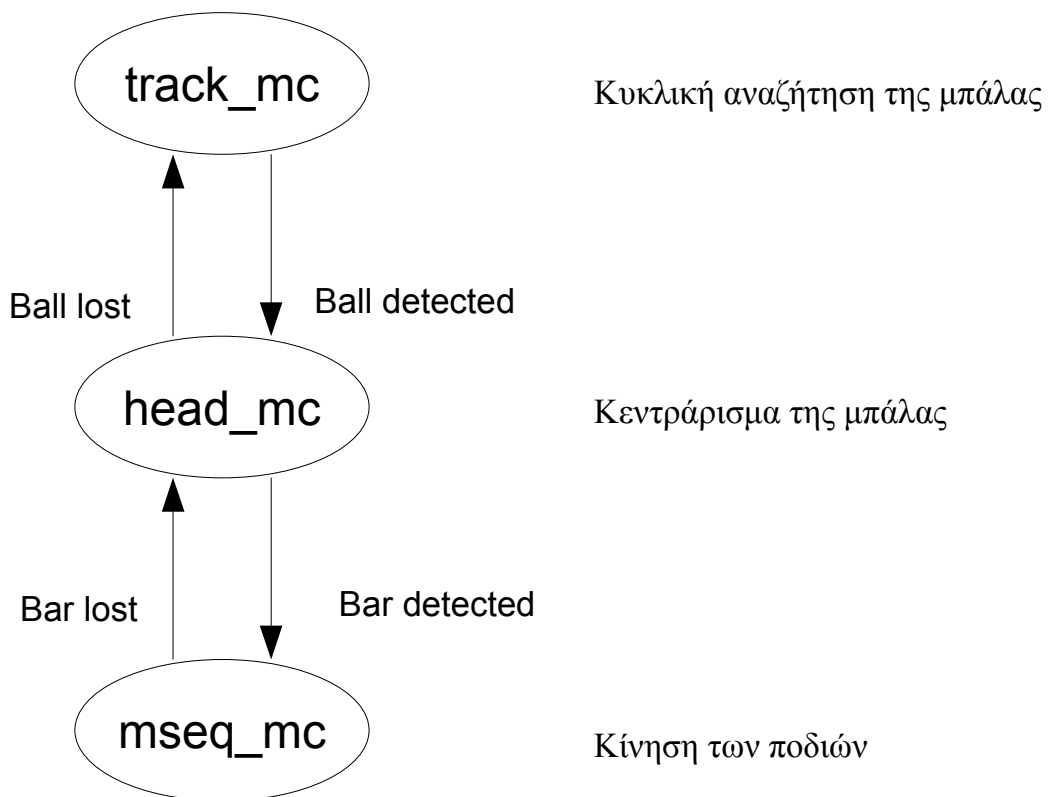 track_mc
Κυκλική αναζήτηση της μπάλας
Ball lost
Ball detected
head_mc
Κεντράρισμα της μπάλας
Bar lost
Bar detected
mseq_mc
Κίνηση των ποδιών